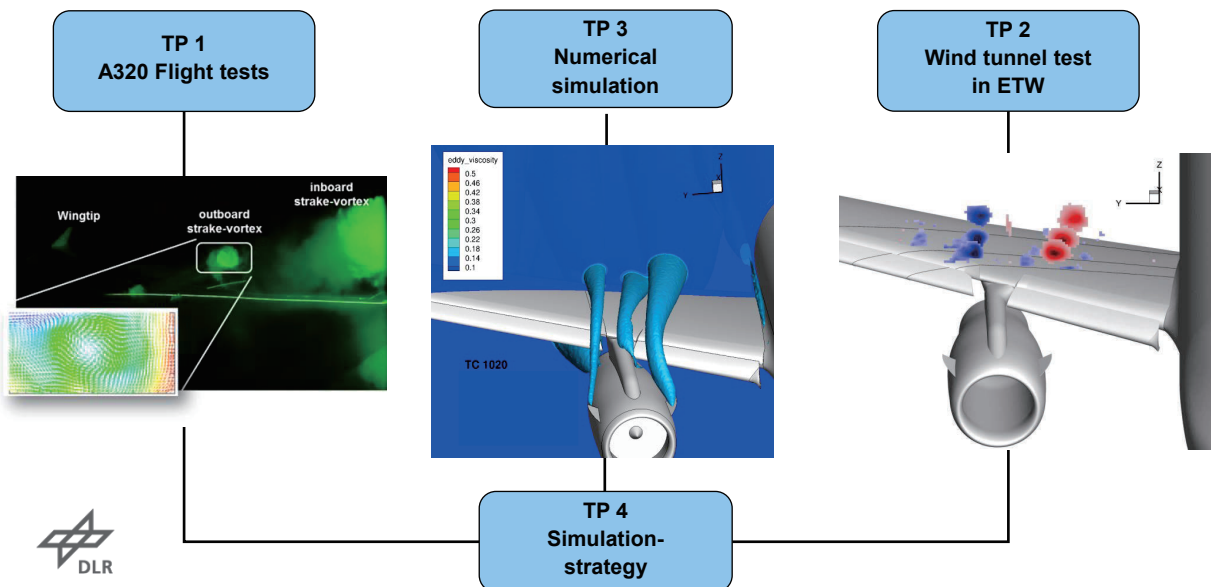 TP 1
A320 Flight tests
TP 3
Numerical
simulation
TP 2
Wind tunnel test
in ETW
Wingtip
outboard
strake-vortex
inboard
strake-vortex
eddy_viscosity
0.5
0.46
0.42
0.38
0.34
0.3
0.26
0.22
0.18
0.14
0.1
Z
X
Y
TC 1020
Z
X
Y
TP 4
Simulation-
strategy
DLR